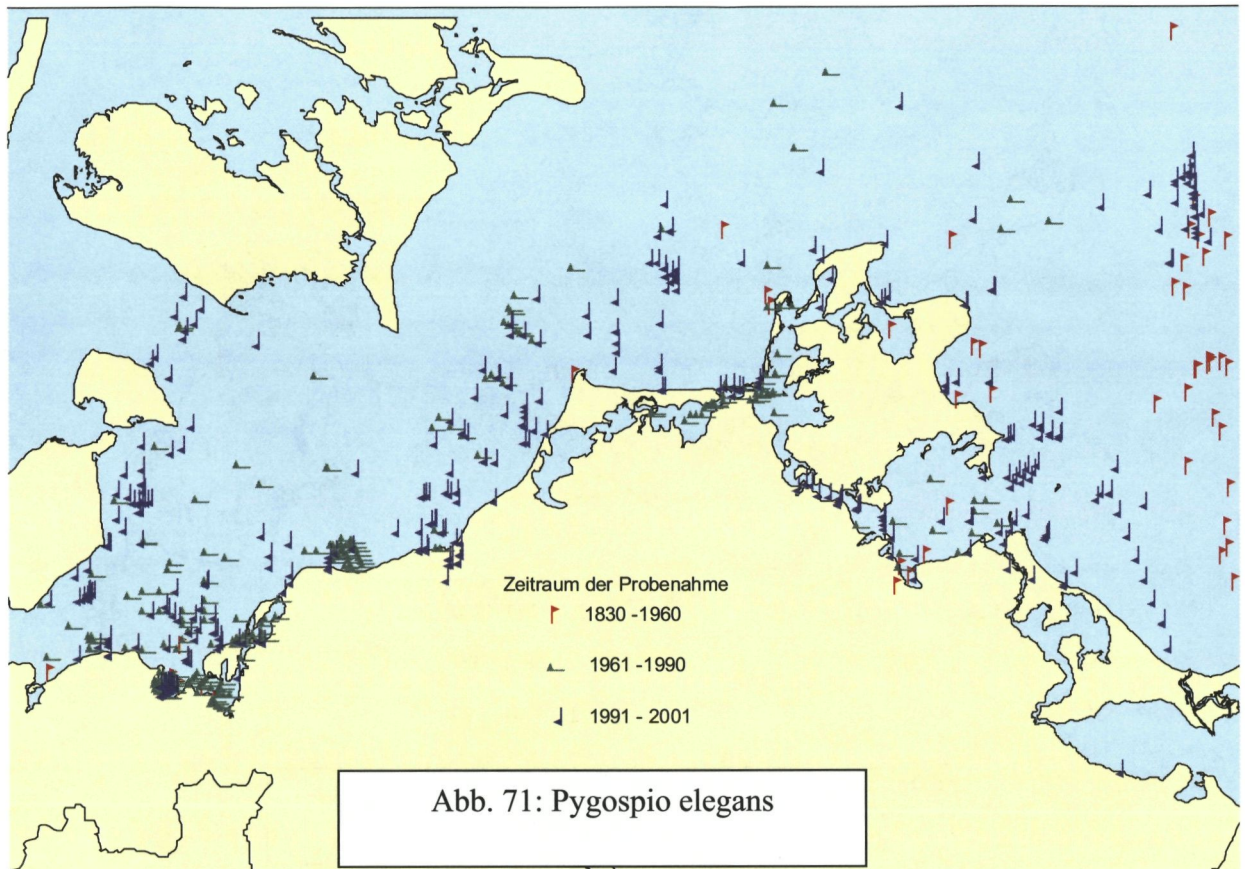 Zeitraum der Probenahme
1830 -1960
1961 -1990
1991 - 2001
Abb. 71: Pygospio elegans